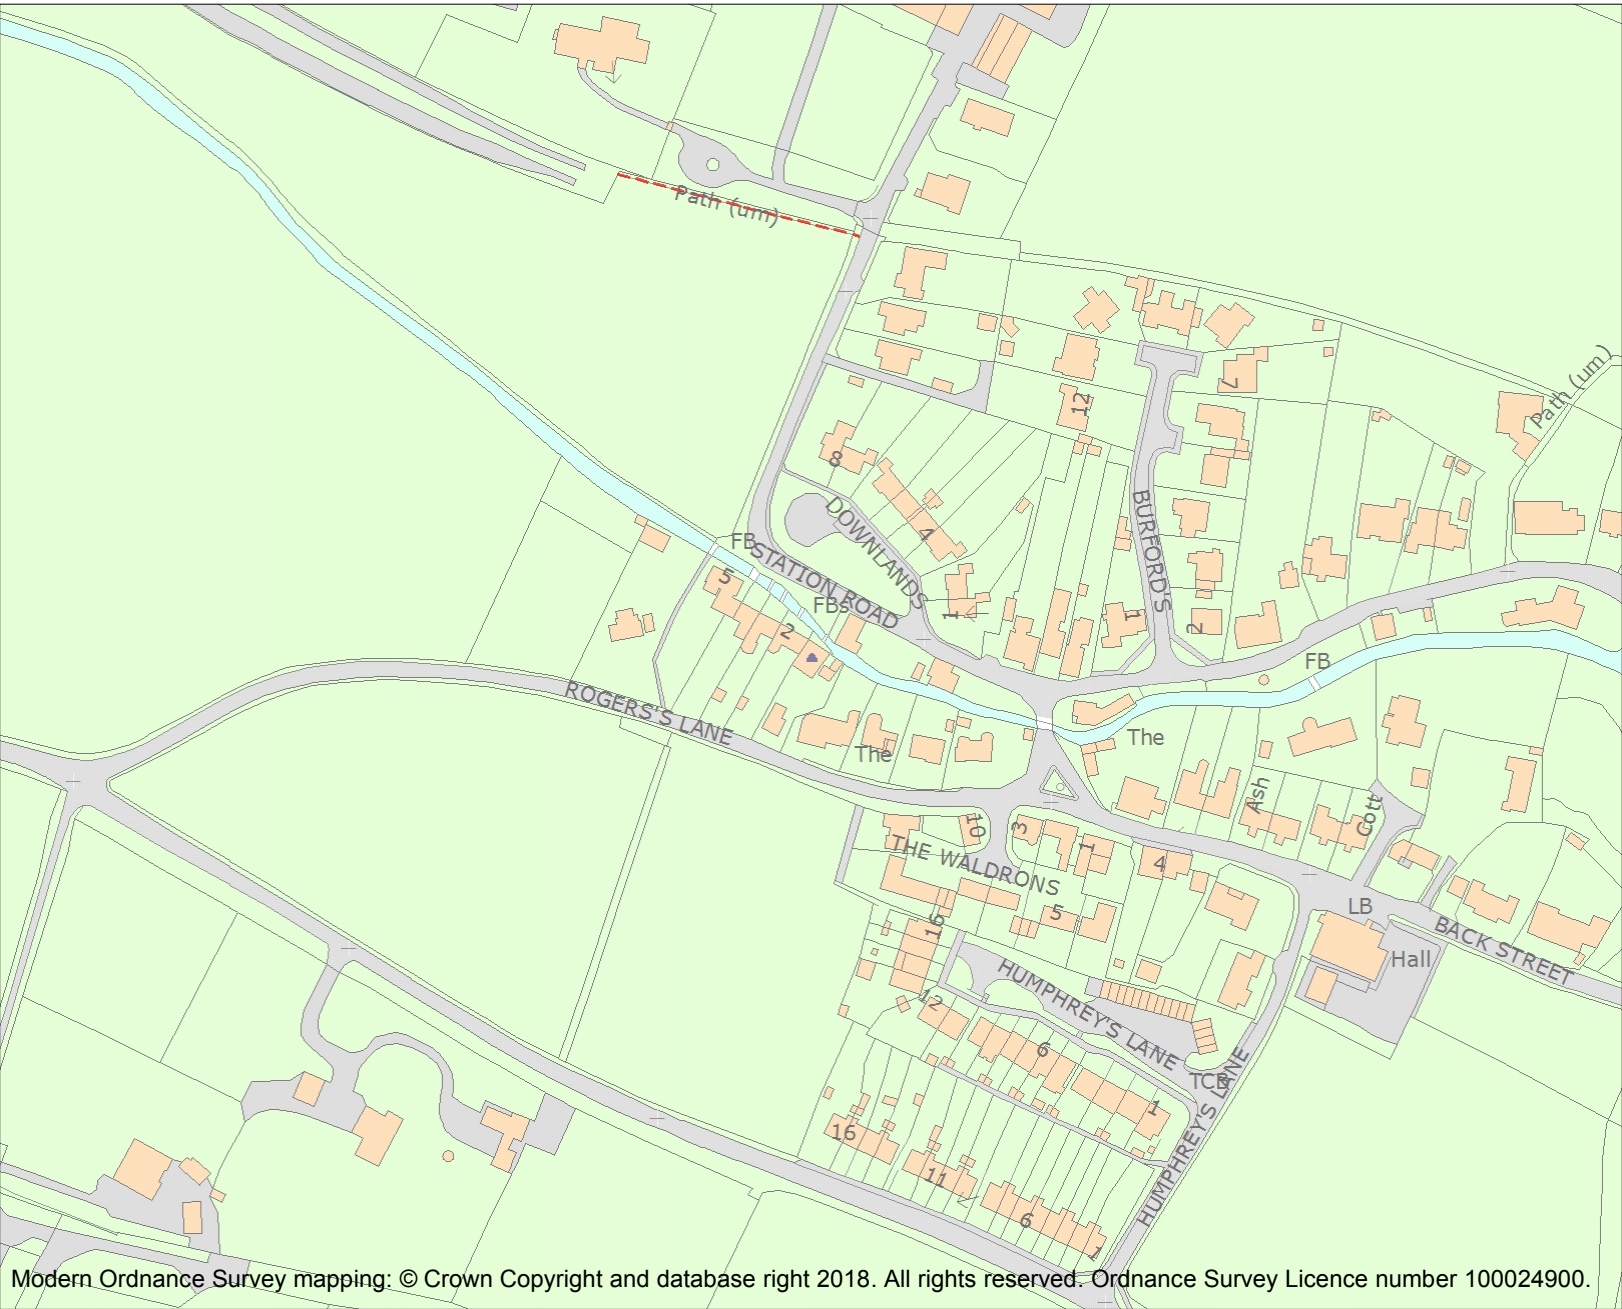 Path (um)
Path (um)
7
12
8
4
DOWNLANDS
BURFORD'S
FB
STATION ROAD
5
FBs
2
1
1
2
FB
ROGERS'S LANE
The
The
Ash
Cott
10
3
1
4
THE WALDRONS
5
16
LB
BACK STREET
Hall
HUMPHREY'S LANE
12
6
TCB
1
HUMPHREY'S LANE
16
11
6
1
Modern Ordnance Survey mapping: © Crown Copyright and database right 2018. All rights reserved. Ordnance Survey Licence number 100024900.